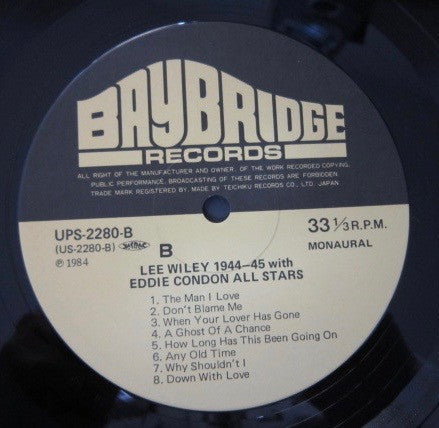 BAYBRIDGE
RECORDS
ALL RIGHT OF THE MANUFACTURER AND OWNER. OF THE WORK RECORDED COPYING,
PUBLIC PERFORMANCE, BROADCASTING OF THESE RECORDS ARE FORBIDDEN.
TRADE MARK REGISTERED. MADE BY TEICHIKU RECORDS CO., LTD. JAPAN
UPS-2280-B
(US-2280-B)
B
33⅓ R.P.M.
℗ 1984
MONAURAL
LEE WILEY 1944–45 with
EDDIE CONDON ALL STARS
1. The Man I Love
2. Don't Blame Me
3. When Your Lover Has Gone
4. A Ghost Of A Chance
5. How Long Has This Been Going On
6. Any Old Time
7. Why Shouldn't I
8. Down With Love